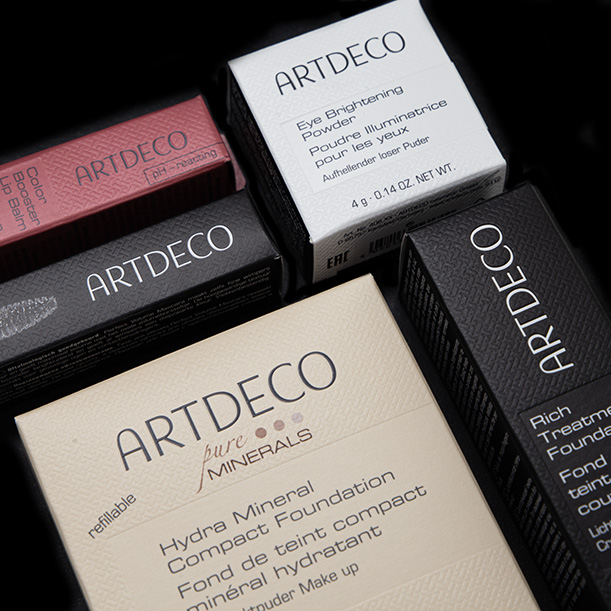 ARTDECO
Eye Brightening
Powder
Poudre Illuminatrice
pour les yeux
Aufhellender loser Puder
4 g · 0.14 OZ. NET WT.
EAC
ARTDECO
pH - reacting
Color
Booster
Lip Balm
ARTDECO
ARTDECO
pure
MINERALS
refillable
Hydra Mineral
Compact Foundation
Fond de teint compact
minéral hydratant
Make up
ARTDECO
Rich
Treatme
Founda
Fond
teint
cou